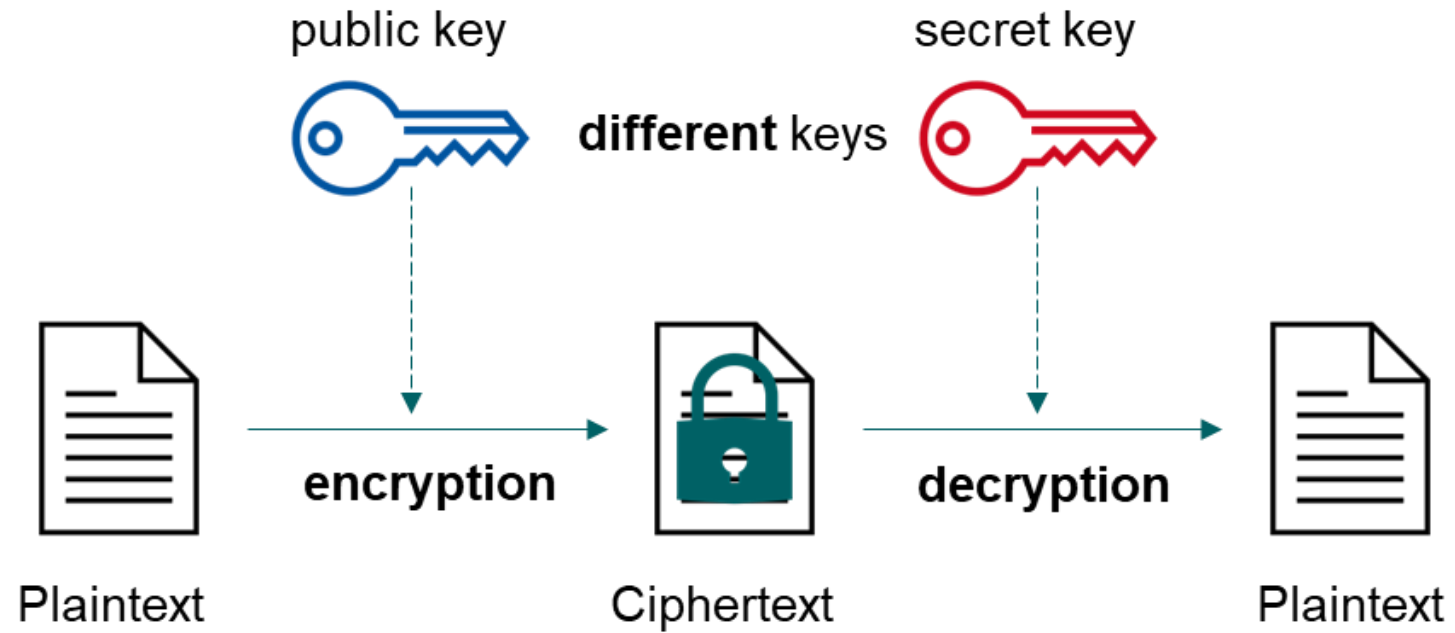 public key
secret key
different keys
encryption
decryption
Plaintext
Ciphertext
Plaintext